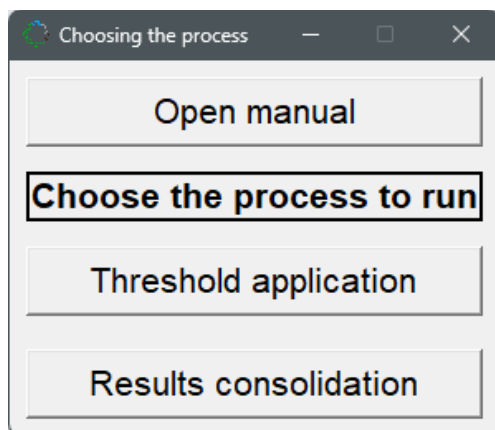 Choosing the process
Open manual
Choose the process to run
Threshold application
Results consolidation